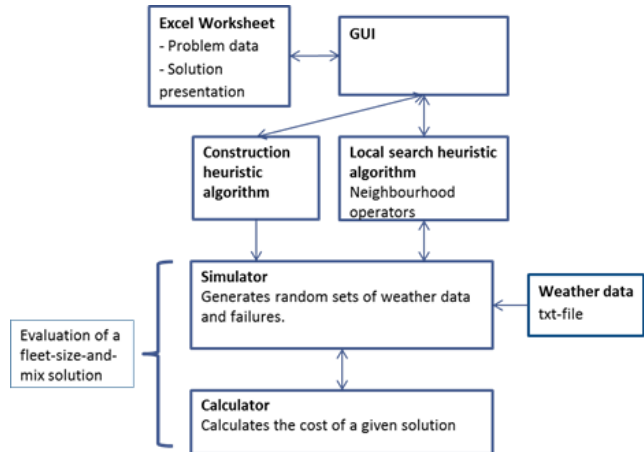 Excel Worksheet
- Problem data
- Solution
presentation
GUI
Construction
heuristic
algorithm
Local search heuristic
algorithm
Neighbourhood
operators
Simulator
Generates random sets of weather data
and failures.
Weather data
txt-file
Evaluation of a
fleet-size-and-
mix solution
Calculator
Calculates the cost of a given solution